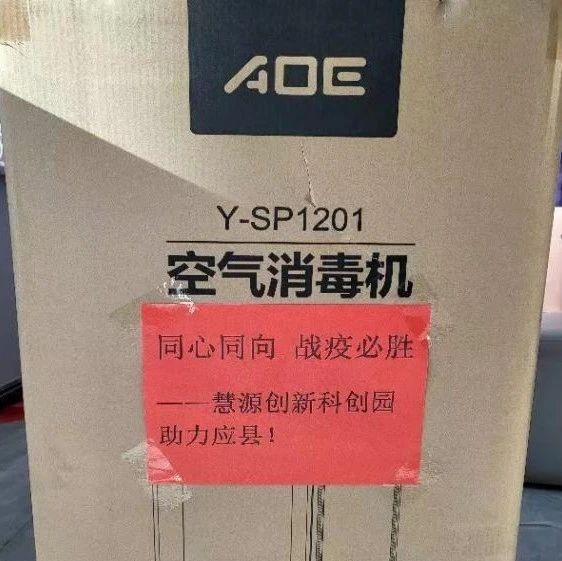 AOE
Y-SP1201
空气消毒机
同心同向 战疫必胜
——慧源创新科创园
助力应县!